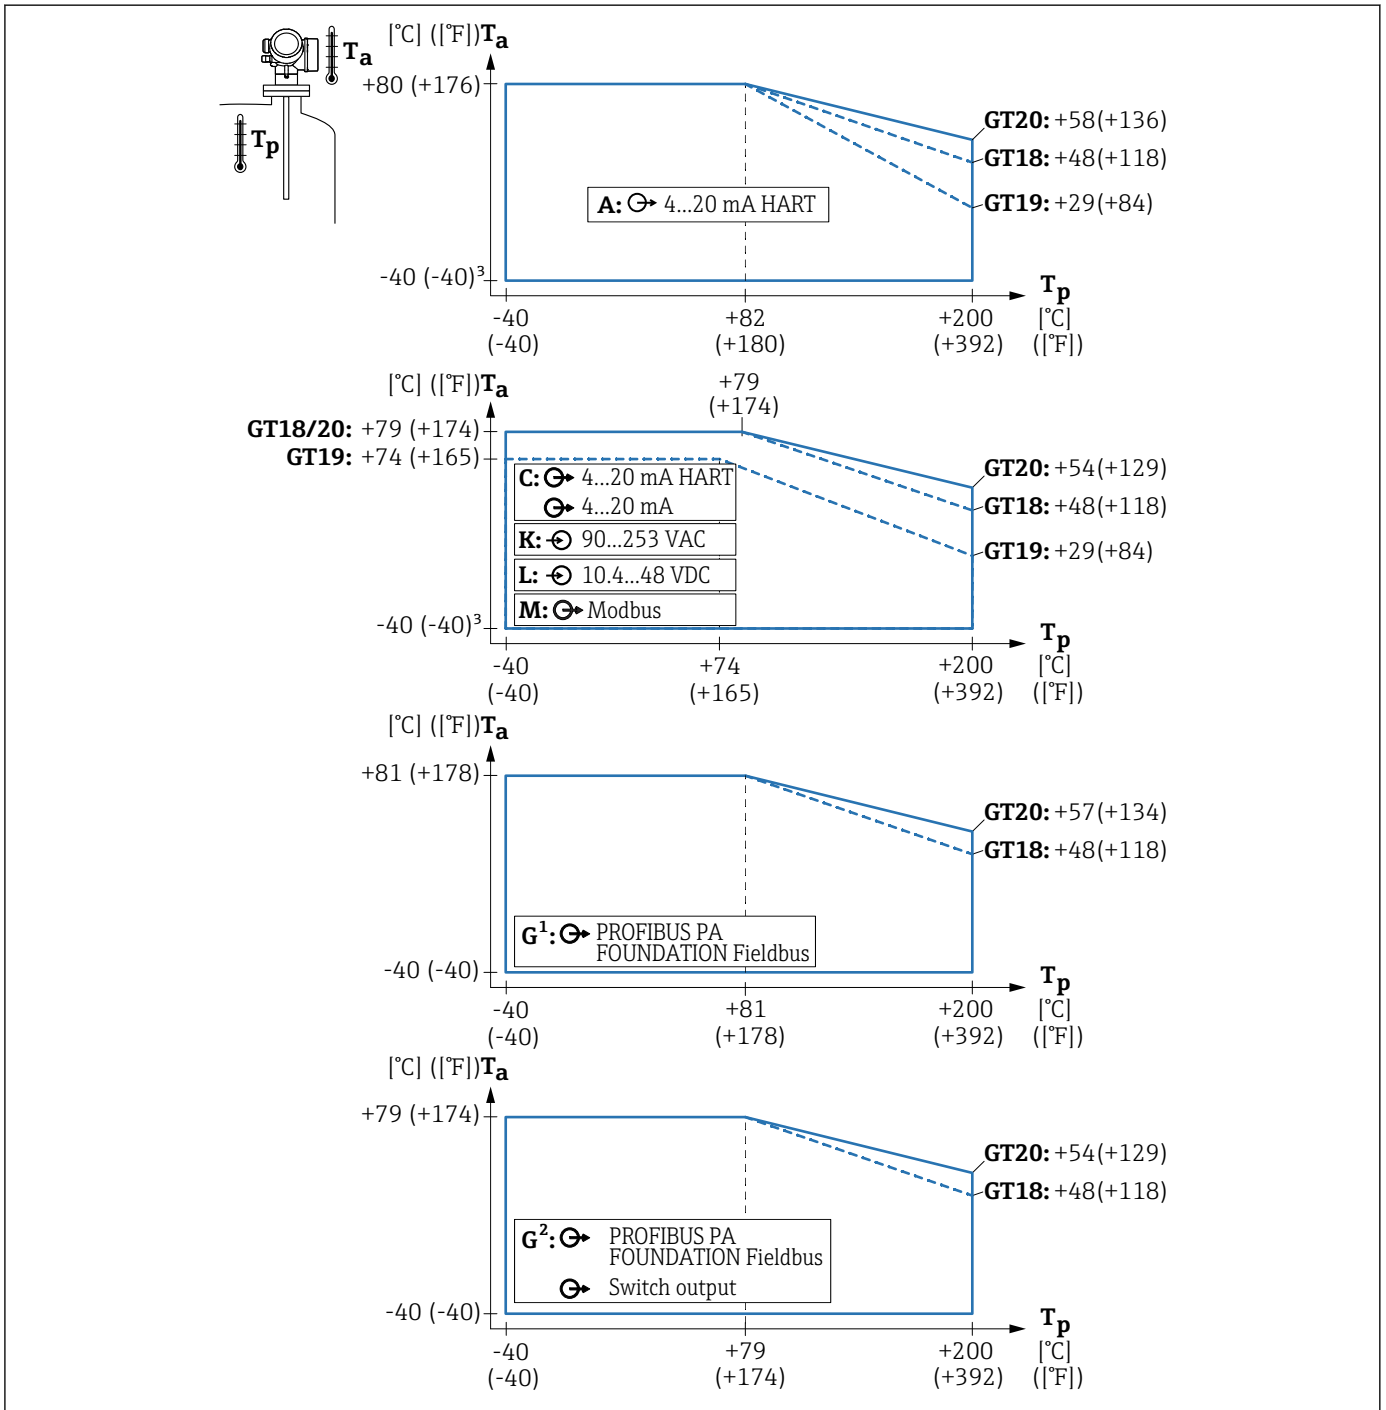 [°C] ([°F])Ta
Ta
Tp
+80 (+176)
GT20: +58(+136)
GT18: +48(+118)
A: 4...20 mA HART
GT19: +29(+84)
-40 (-40)³
Tp
-40 +82 +200 [°C]
(-40) (+180) (+392) ([°F])
[°C] ([°F])Ta
+79
(+174)
GT18/20: +79 (+174)
GT19: +74 (+165)
C: 4...20 mA HART
4...20 mA
GT20: +54(+129)
GT18: +48(+118)
K: 90...253 VAC
GT19: +29(+84)
L: 10.4...48 VDC
M: Modbus
-40 (-40)³
Tp
-40 +74 +200 [°C]
(-40) (+165) (+392) ([°F])
[°C] ([°F])Ta
+81 (+178)
GT20: +57(+134)
GT18: +48(+118)
G¹: PROFIBUS PA
FOUNDATION Fieldbus
-40 (-40)
Tp
-40 +81 +200 [°C]
(-40) (+178) (+392) ([°F])
[°C] ([°F])Ta
+79 (+174)
GT20: +54(+129)
GT18: +48(+118)
G²: PROFIBUS PA
FOUNDATION Fieldbus
Switch output
-40 (-40)
Tp
-40 +79 +200 [°C]
(-40) (+174) (+392) ([°F])